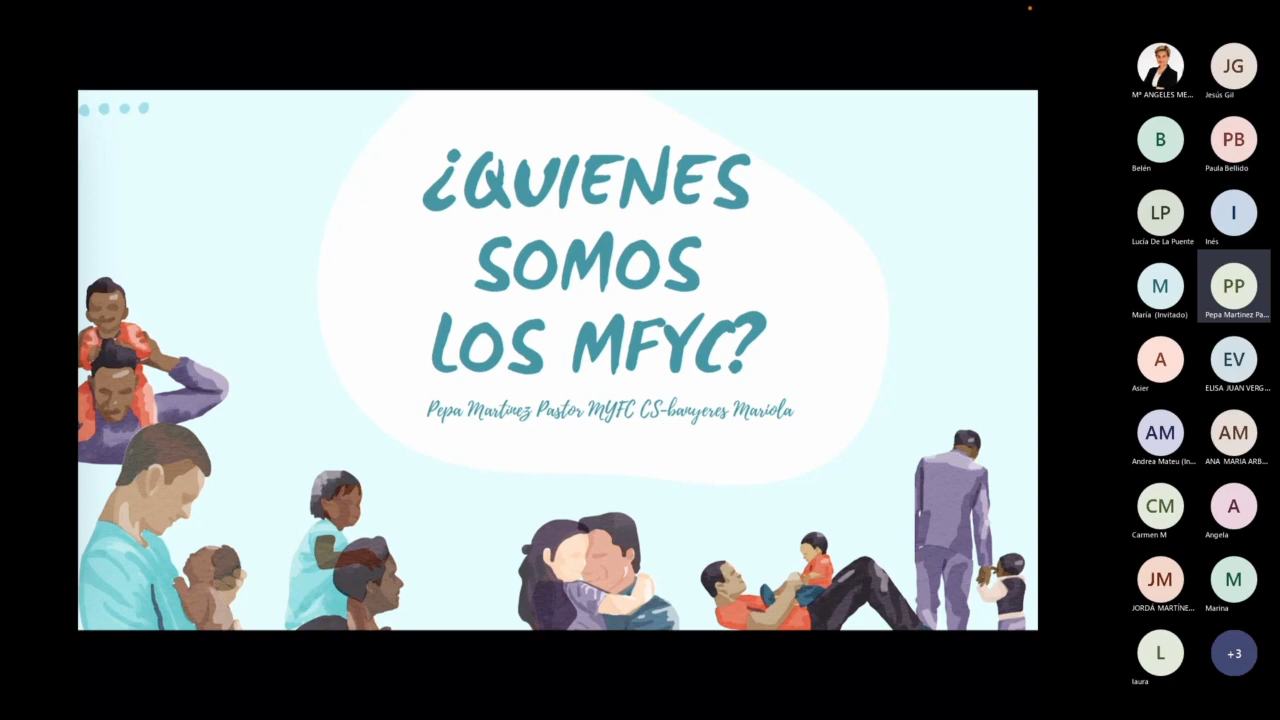 ¿QUIENES
SOMOS
LOS MFYC?
Pepa Martinez Pastor MYFC CS-banyeres Mariola
Mª ANGELES ME...
JG
Jesús Gil
B
Belén
PB
Paula Bellido
LP
Lucía De La Puente
I
Inés
M
María (Invitado)
PP
Pepa Martinez Pa...
A
Asier
EV
ELISA JUAN VERG...
AM
Andrea Mateu (In...
AM
ANA MARIA ARB...
CM
Carmen M
A
Angela
JM
JORDÁ MARTÍNE...
M
Marina
L
laura
+3